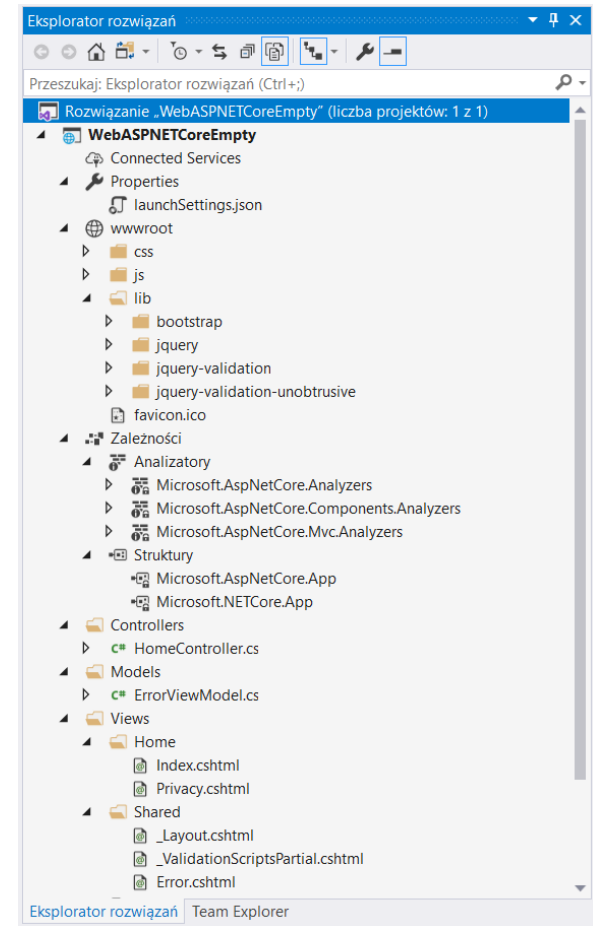 Eksplorator rozwiązań
Przeszukaj: Eksplorator rozwiązań (Ctrl+;)
Rozwiązanie „WebASPNETCoreEmpty” (liczba projektów: 1 z 1)
WebASPNETCoreEmpty
Connected Services
Properties
launchSettings.json
wwwroot
css
js
lib
bootstrap
jquery
jquery-validation
jquery-validation-unobtrusive
favicon.ico
Zależności
Analizatory
Microsoft.AspNetCore.Analyzers
Microsoft.AspNetCore.Components.Analyzers
Microsoft.AspNetCore.Mvc.Analyzers
Struktury
Microsoft.AspNetCore.App
Microsoft.NETCore.App
Controllers
C# HomeController.cs
Models
C# ErrorViewModel.cs
Views
Home
Index.cshtml
Privacy.cshtml
Shared
_Layout.cshtml
_ValidationScriptsPartial.cshtml
Error.cshtml
Eksplorator rozwiązań Team Explorer